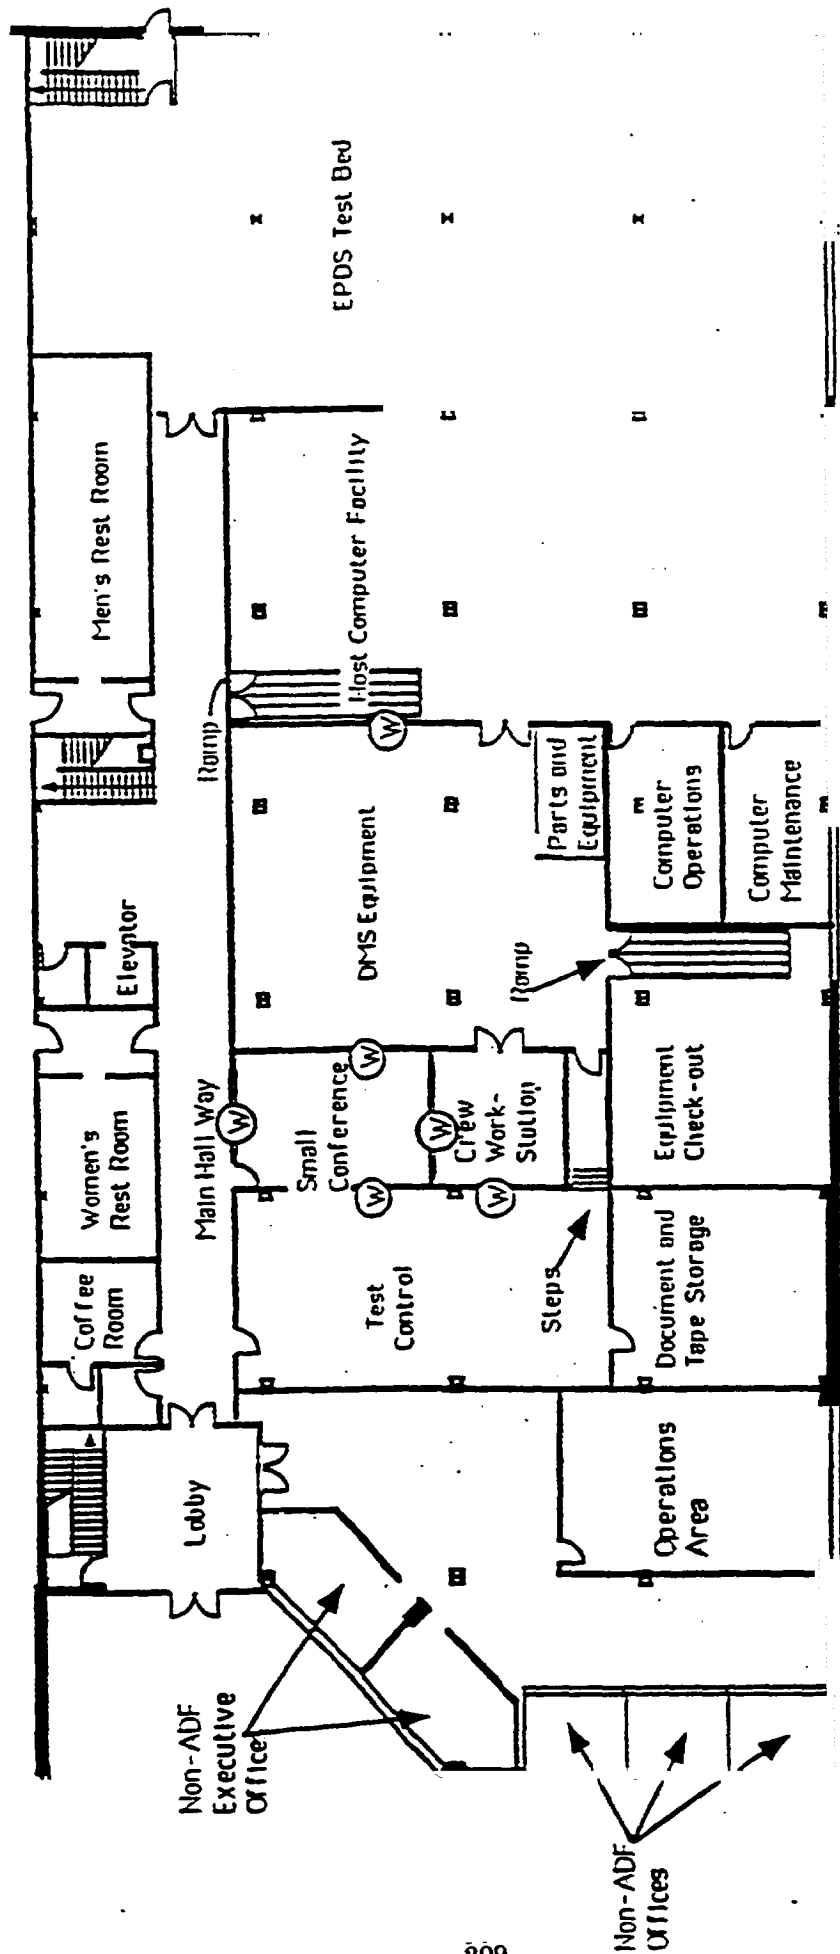 Men's Rest Room
EPDS Test Bed
Ramp
Host Computer Facility
Elevator
DMS Equipment
Parts and
Equipment
Computer
Operations
Computer
Maintenance
Ramp
Women's
Rest Room
Coffee
Room
Main Hall Way
Small
Conference
Crew
Work-
Station
W
W
W
W
W
W
Equipment
Check-out
Test
Control
Steps
Document and
Tape Storage
Lobby
Operations
Area
Non-ADF
Executive
Offices
Non-ADF
Offices
209